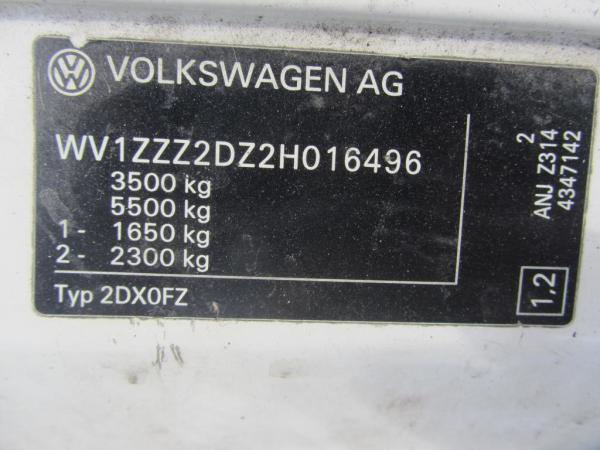 VOLKSWAGEN AG
WV1ZZZ2DZ2H016496
3500 kg
5500 kg
1 - 1650 kg
2 - 2300 kg
Typ 2DX0FZ
2
ANJ Z314
4347142
1,2